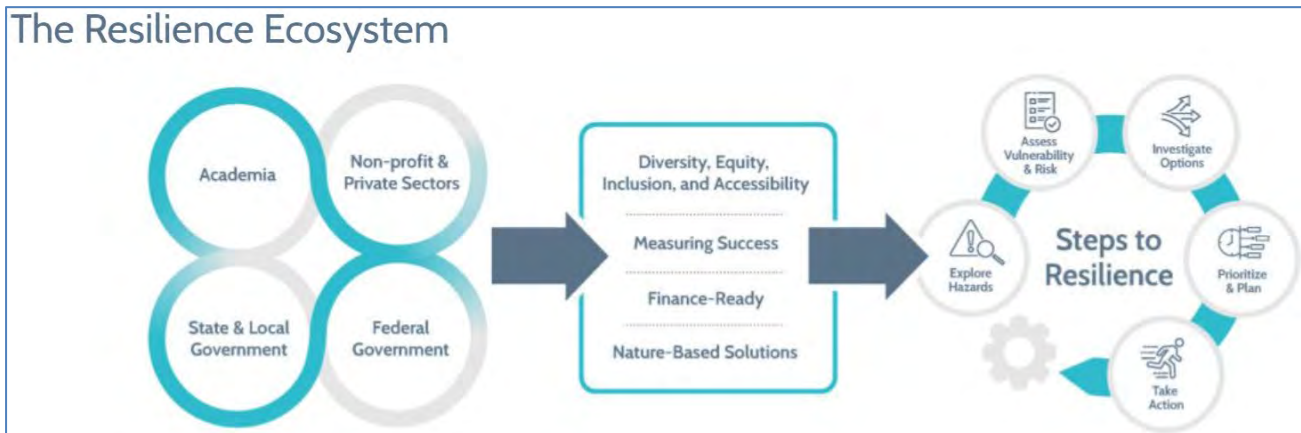 The Resilience Ecosystem
Academia
Non-profit &
Private Sectors
State & Local
Government
Federal
Government
Diversity, Equity,
Inclusion, and Accessibility
Measuring Success
Finance-Ready
Nature-Based Solutions
Steps to
Resilience
Explore
Hazards
Assess
Vulnerability
& Risk
Investigate
Options
Prioritize
& Plan
Take
Action